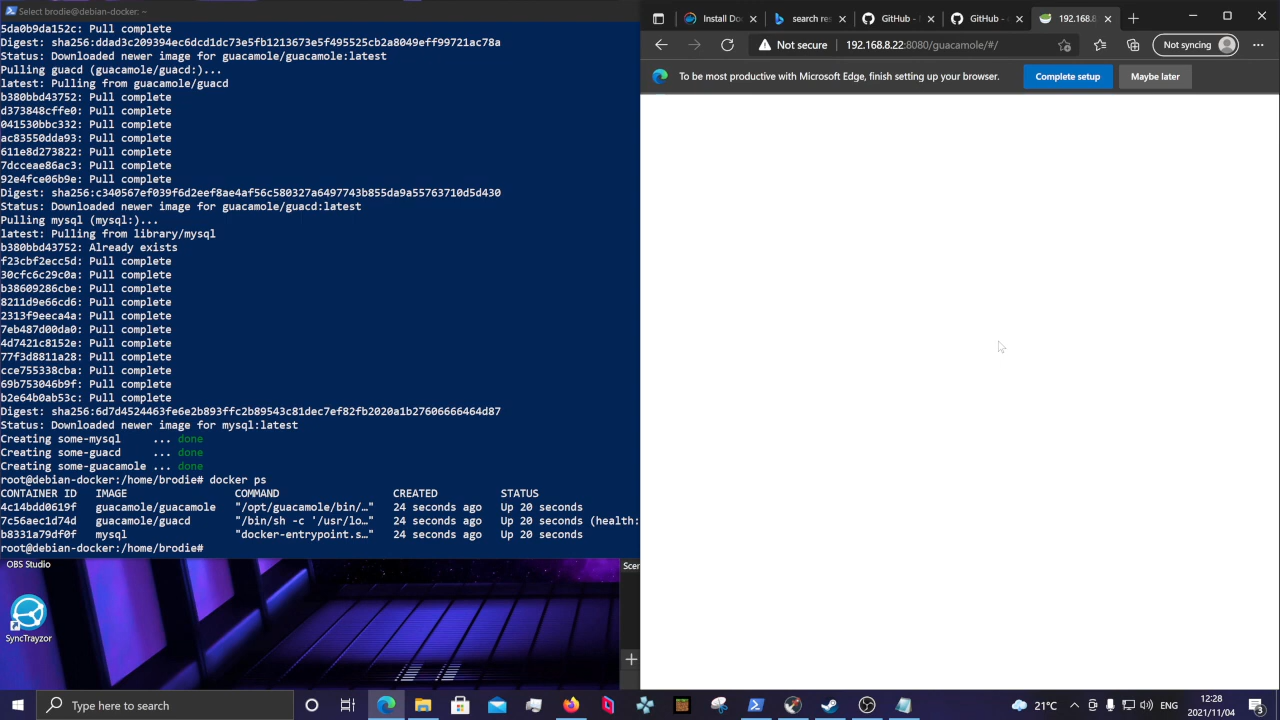 Select brodie@debian-docker: ~
5da0b9da152c: Pull complete
Digest: sha256:ddad3c209394ec6dcd1dc73e5fb1213673e5f495525cb2a8049eff99721ac78a
Status: Downloaded newer image for guacamole/guacamole:latest
Pulling guacd (guacamole/guacd:)...
latest: Pulling from guacamole/guacd
b380bbd43752: Pull complete
d373848cffe0: Pull complete
041530bbc332: Pull complete
ac83550dda93: Pull complete
611e8d273822: Pull complete
7dcceae86ac3: Pull complete
92e4fce06b9e: Pull complete
Digest: sha256:c340567ef039f6d2eef8ae4af56c580327a6497743b855da9a55763710d5d430
Status: Downloaded newer image for guacamole/guacd:latest
Pulling mysql (mysql:)...
latest: Pulling from library/mysql
b380bbd43752: Already exists
f23cbf2ecc5d: Pull complete
30cfc6c29c0a: Pull complete
b38609286cbe: Pull complete
8211d9e66cd6: Pull complete
2313f9eeca4a: Pull complete
7eb487d00da0: Pull complete
4d7421c8152e: Pull complete
77f3d8811a28: Pull complete
cce755338cba: Pull complete
69b753046b9f: Pull complete
b2e64b0ab53c: Pull complete
Digest: sha256:6d7d4524463fe6e2b893ffc2b89543c81dec7ef82fb2020a1b27606666464d87
Status: Downloaded newer image for mysql:latest
Creating some-mysql ... done
Creating some-guacd ... done
Creating some-guacamole ... done
root@debian-docker:/home/brodie# docker ps
CONTAINER ID IMAGE COMMAND CREATED STATUS
4c14bdd0619f guacamole/guacamole "/opt/guacamole/bin/…" 24 seconds ago Up 20 seconds
7c56aec1d74d guacamole/guacd "/bin/sh -c '/usr/lo…" 24 seconds ago Up 20 seconds (health:
b8331a79df0f mysql "docker-entrypoint.s…" 24 seconds ago Up 20 seconds
root@debian-docker:/home/brodie#
OBS Studio
SyncTrayzor
Scen
Install Doc
search res
GitHub -
GitHub -
192.168.8
Not secure 192.168.8.22:8080/guacamole/#/
Not syncing
To be most productive with Microsoft Edge, finish setting up your browser.
Complete setup
Maybe later
Type here to search
21°C
ENG
12:28
2021/11/04
3